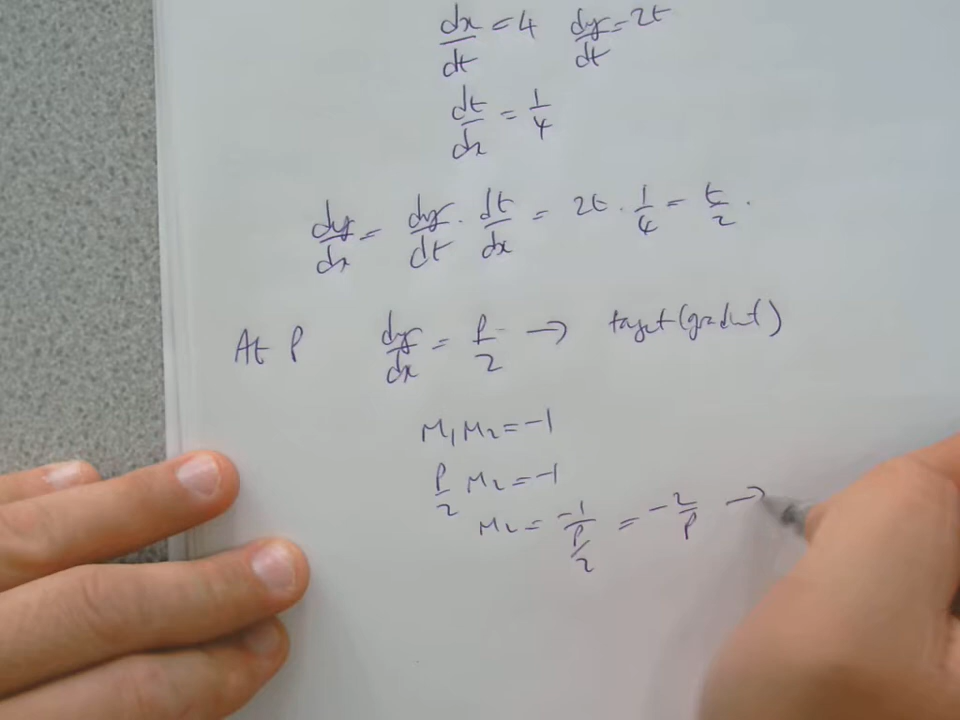 dx/dt = 4 dy/dt = 2t
dt/dx = 1/4
dy/dx = dy/dt . dt/dx = 2t . 1/4 = t/2 .
At P dy/dx = P/2 → taget (gradient)
M₁M₂ = -1
P/2 M₂ = -1
M₂ = -1/(P/2) = -2/P →